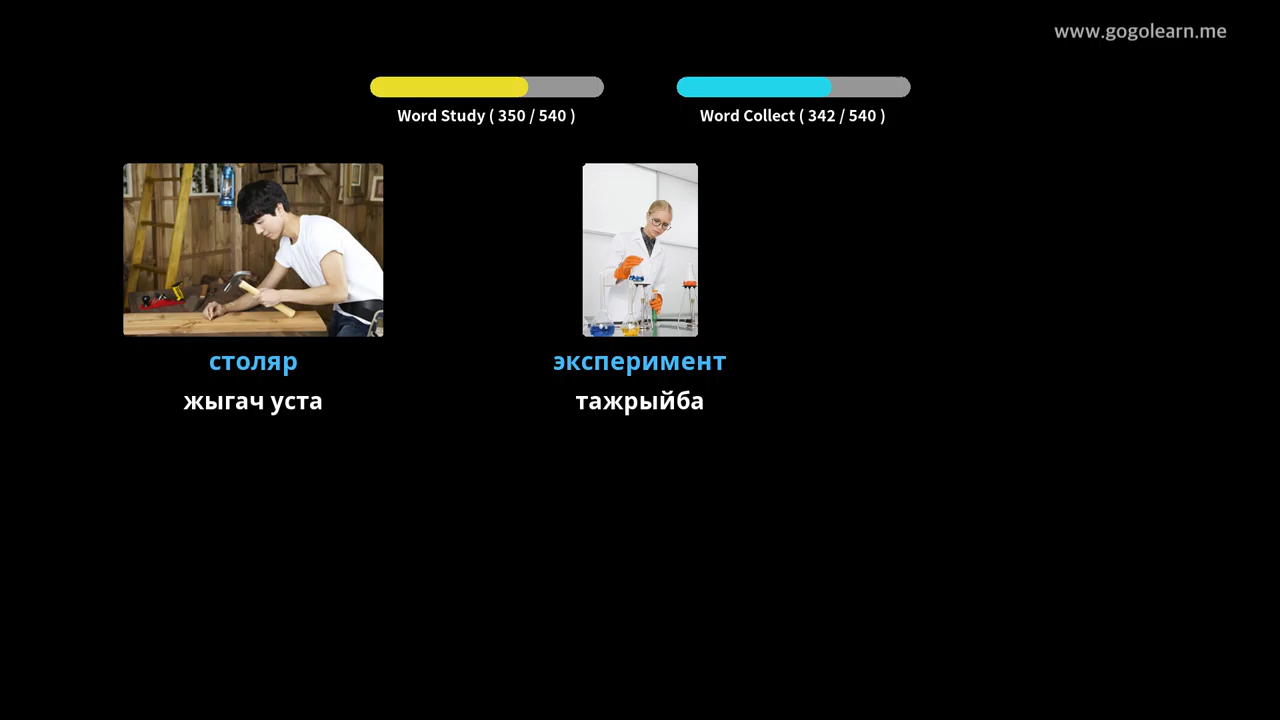 www.gogolearn.me
Word Study ( 350 / 540 )
Word Collect ( 342 / 540 )
столяр
жыгач уста
эксперимент
тажрыйба